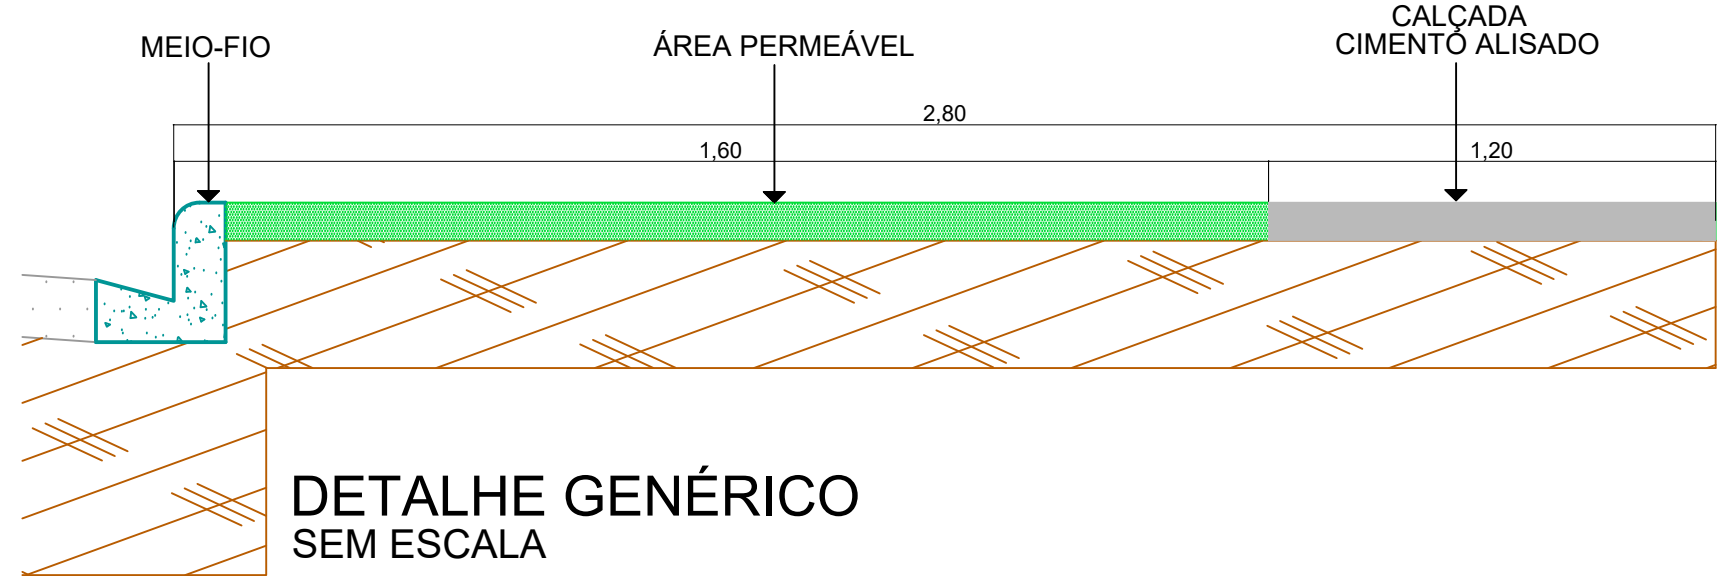 CALÇADA
MEIO-FIO
ÁREA PERMEÁVEL
CIMENTO ALISADO
2,80
1,60
1,20
DETALHE GENÉRICO
SEM ESCALA